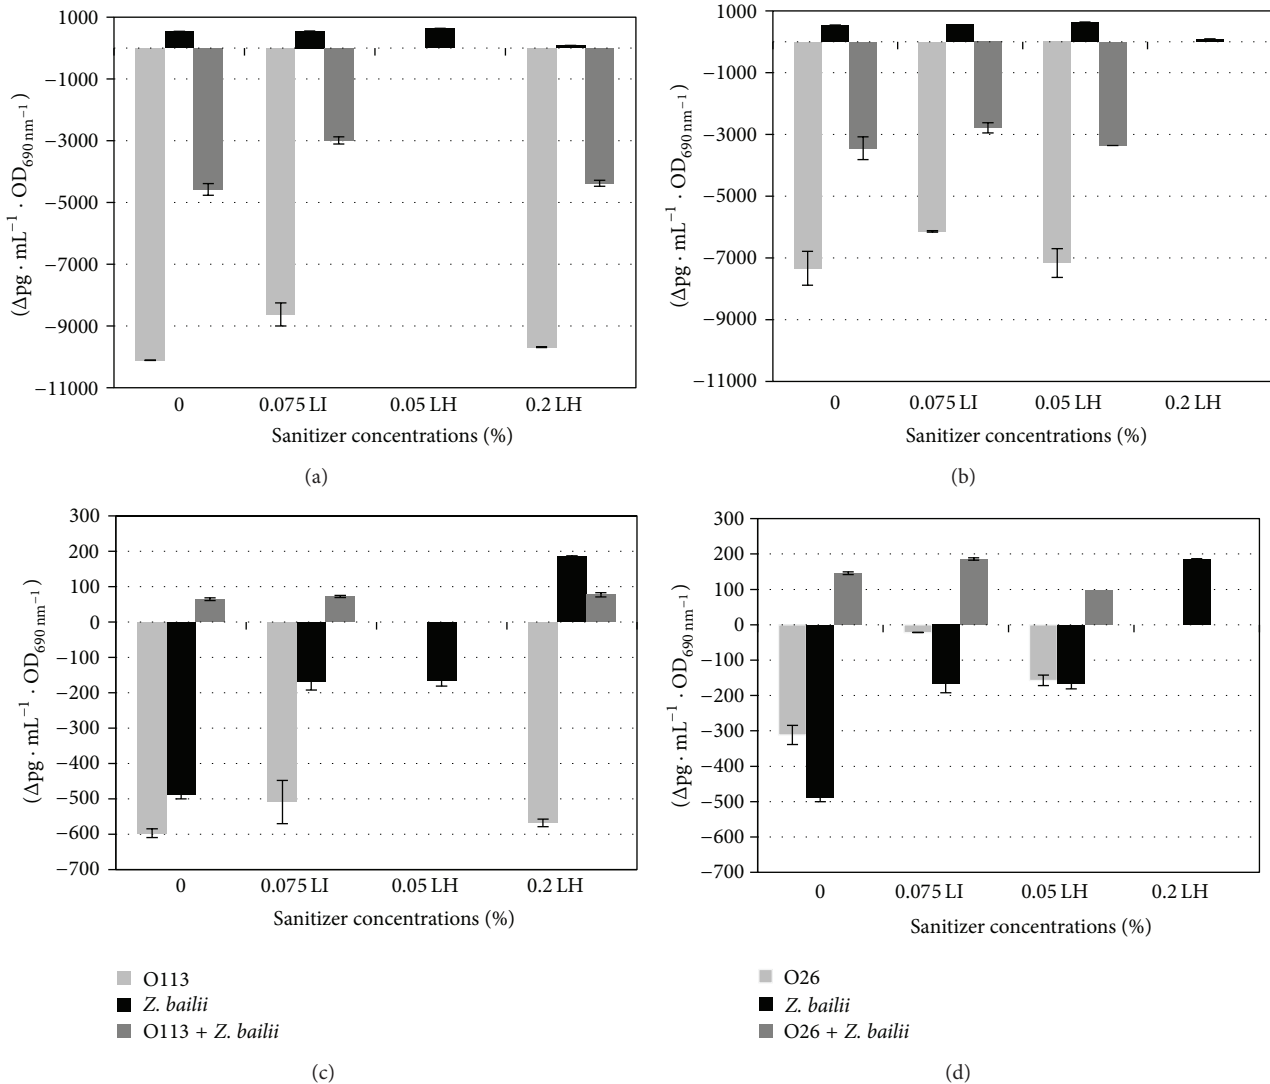 1000
−1000
−3000
−5000
−7000
−9000
−11000
(Δpg · mL⁻¹ · OD₆₉₀ ₙₘ⁻¹)
0 0.075 LI 0.05 LH 0.2 LH
Sanitizer concentrations (%)
(a)
1000
−1000
−3000
−5000
−7000
−9000
−11000
(Δpg · mL⁻¹ · OD₆₉₀ ₙₘ⁻¹)
0 0.075 LI 0.05 LH 0.2 LH
Sanitizer concentrations (%)
(b)
300
200
100
0
−100
−200
−300
−400
−500
−600
−700
(Δpg · mL⁻¹ · OD₆₉₀ ₙₘ⁻¹)
0 0.075 LI 0.05 LH 0.2 LH
Sanitizer concentrations (%)
O113
Z. bailii
O113 + Z. bailii
(c)
300
200
100
0
−100
−200
−300
−400
−500
−600
−700
(Δpg · mL⁻¹ · OD₆₉₀ ₙₘ⁻¹)
0 0.075 LI 0.05 LH 0.2 LH
Sanitizer concentrations (%)
O26
Z. bailii
O26 + Z. bailii
(d)